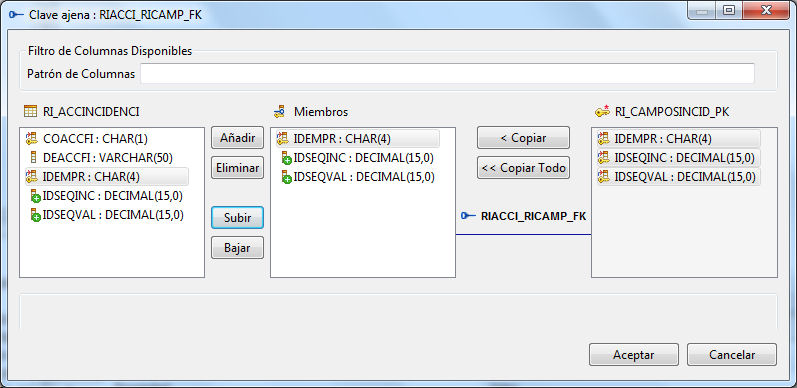 Clave ajena : RIACCI_RICAMP_FK
Filtro de Columnas Disponibles
Patrón de Columnas
RI_ACCINCIDENCI
COACCFI : CHAR(1)
DEACCFI : VARCHAR(50)
IDEMPR : CHAR(4)
IDSEQINC : DECIMAL(15,0)
IDSEQVAL : DECIMAL(15,0)
Añadir
Eliminar
Subir
Bajar
Miembros
IDEMPR : CHAR(4)
IDSEQINC : DECIMAL(15,0)
IDSEQVAL : DECIMAL(15,0)
< Copiar
<< Copiar Todo
RIACCI_RICAMP_FK
RI_CAMPOSINCID_PK
IDEMPR : CHAR(4)
IDSEQINC : DECIMAL(15,0)
IDSEQVAL : DECIMAL(15,0)
Aceptar
Cancelar